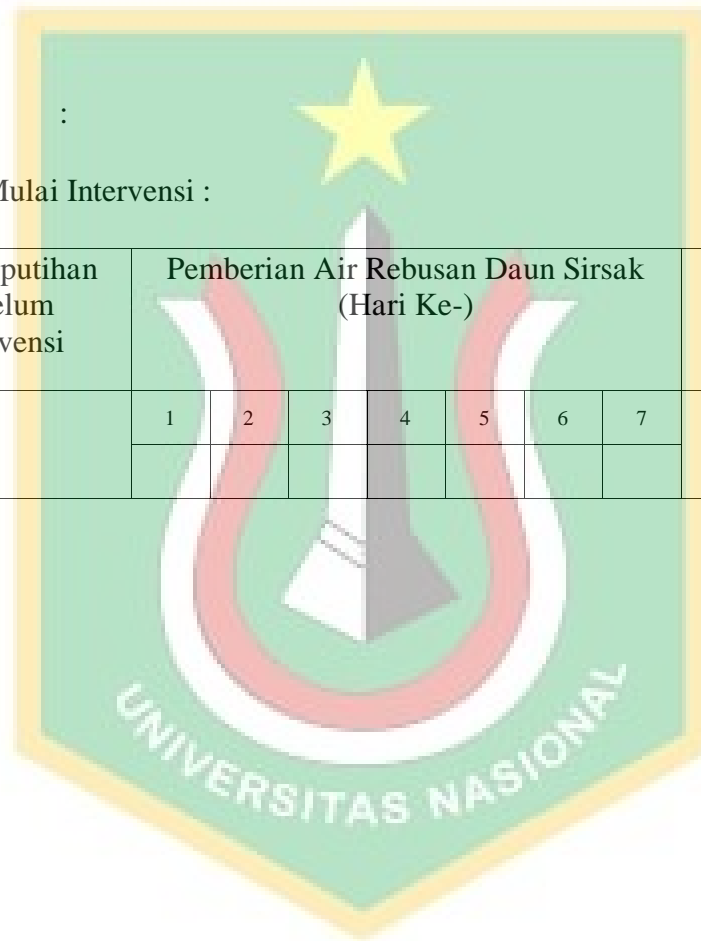 :
Mulai Intervensi :
putihan
elum
vensi
Pemberian Air Rebusan Daun Sirsak
(Hari Ke-)
1 2 3 4 5 6 7
UNIVERSITAS NASIONAL